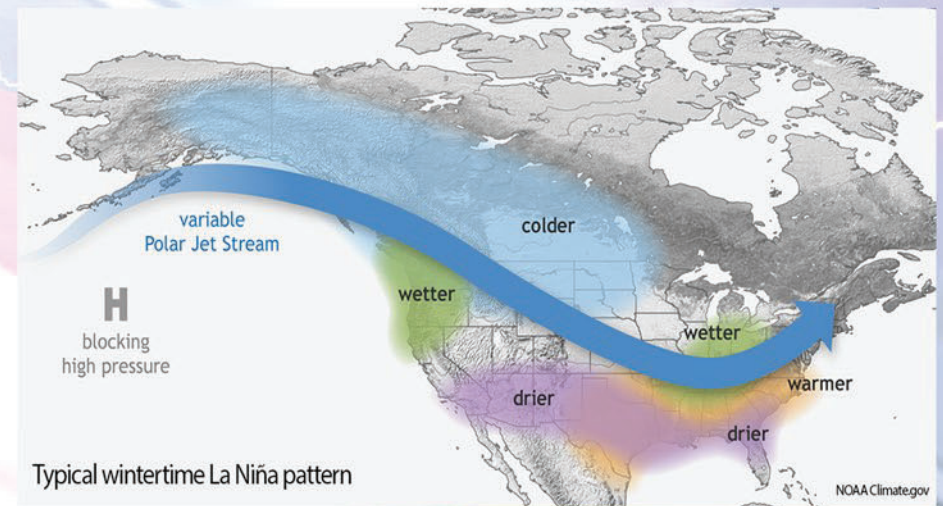 variable
Polar Jet Stream
colder
H
blocking
high pressure
wetter
wetter
warmer
drier
drier
Typical wintertime La Niña pattern
NOAA Climate.gov